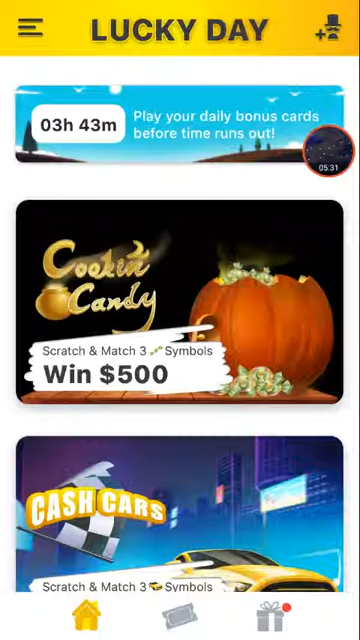 LUCKY DAY
03h 43m
Play your daily bonus cards
before time runs out!
05:31
Cookin'
Candy
Scratch & Match 3 Symbols
Win $500
CASH CARS
Scratch & Match 3 Symbols